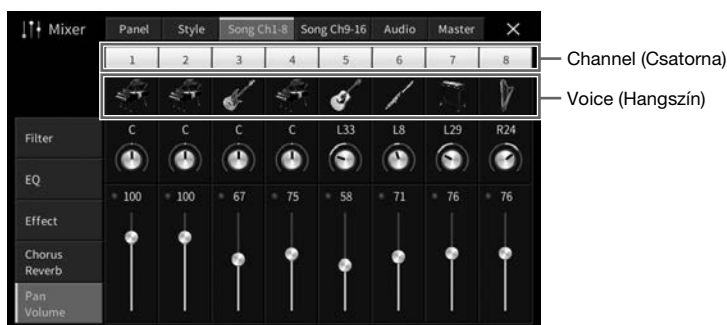 Mixer Panel Style Song Ch1-8 Song Ch9-16 Audio Master
1 2 3 4 5 6 7 8 Channel (Csatorna)
Voice (Hangszín)
Filter C C C C L33 L8 L29 R24
EQ
100 100 67 75 58 71 76 76
Effect
Chorus
Reverb
Pan
Volume